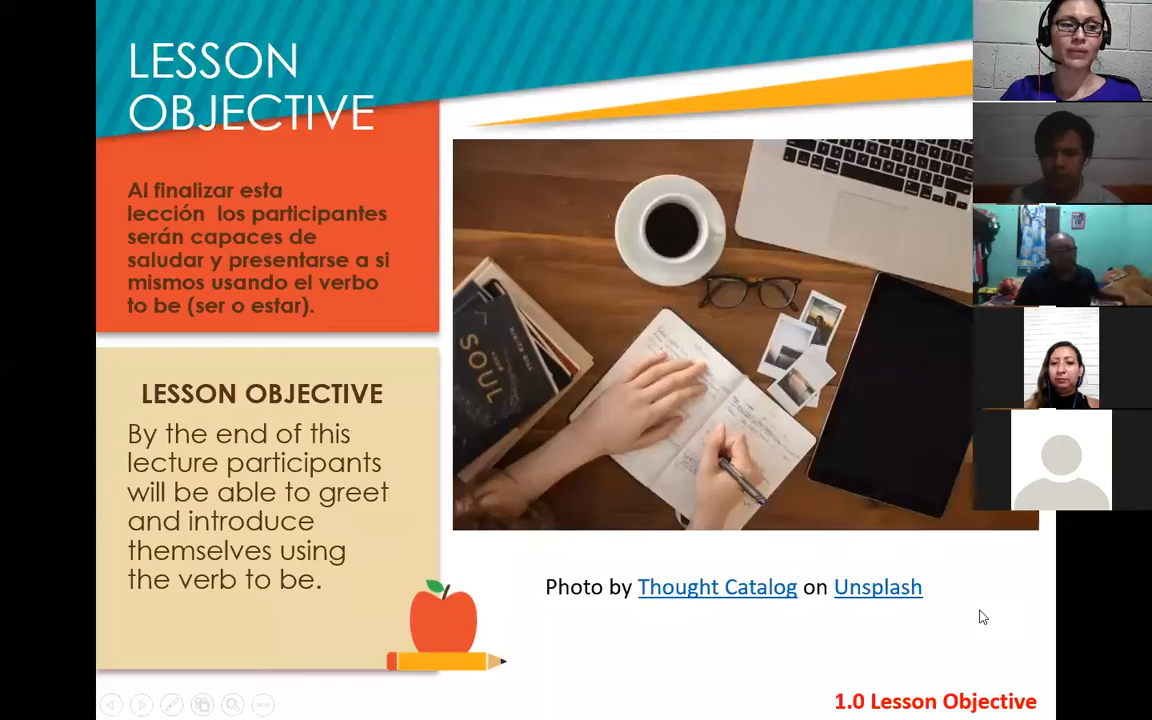 LESSON
OBJECTIVE
Al finalizar esta
lección los participantes
serán capaces de
saludar y presentarse a si
mismos usando el verbo
to be (ser o estar).
LESSON OBJECTIVE
By the end of this
lecture participants
will be able to greet
and introduce
themselves using
the verb to be.
SOUL
Photo by Thought Catalog on Unsplash
1.0 Lesson Objective